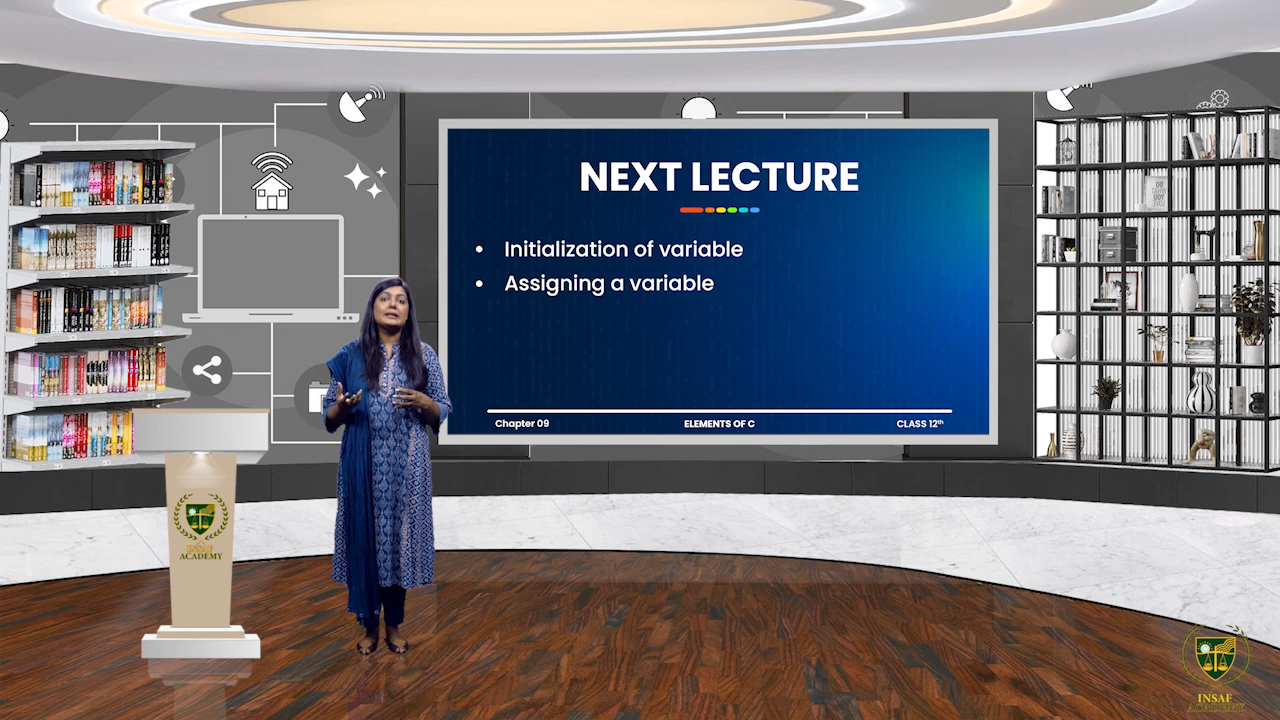 NEXT LECTURE
• Initialization of variable
• Assigning a variable
Chapter 09
ELEMENTS OF C
CLASS 12th
INSAF
ACADEMY
INSAF
ACADEMY